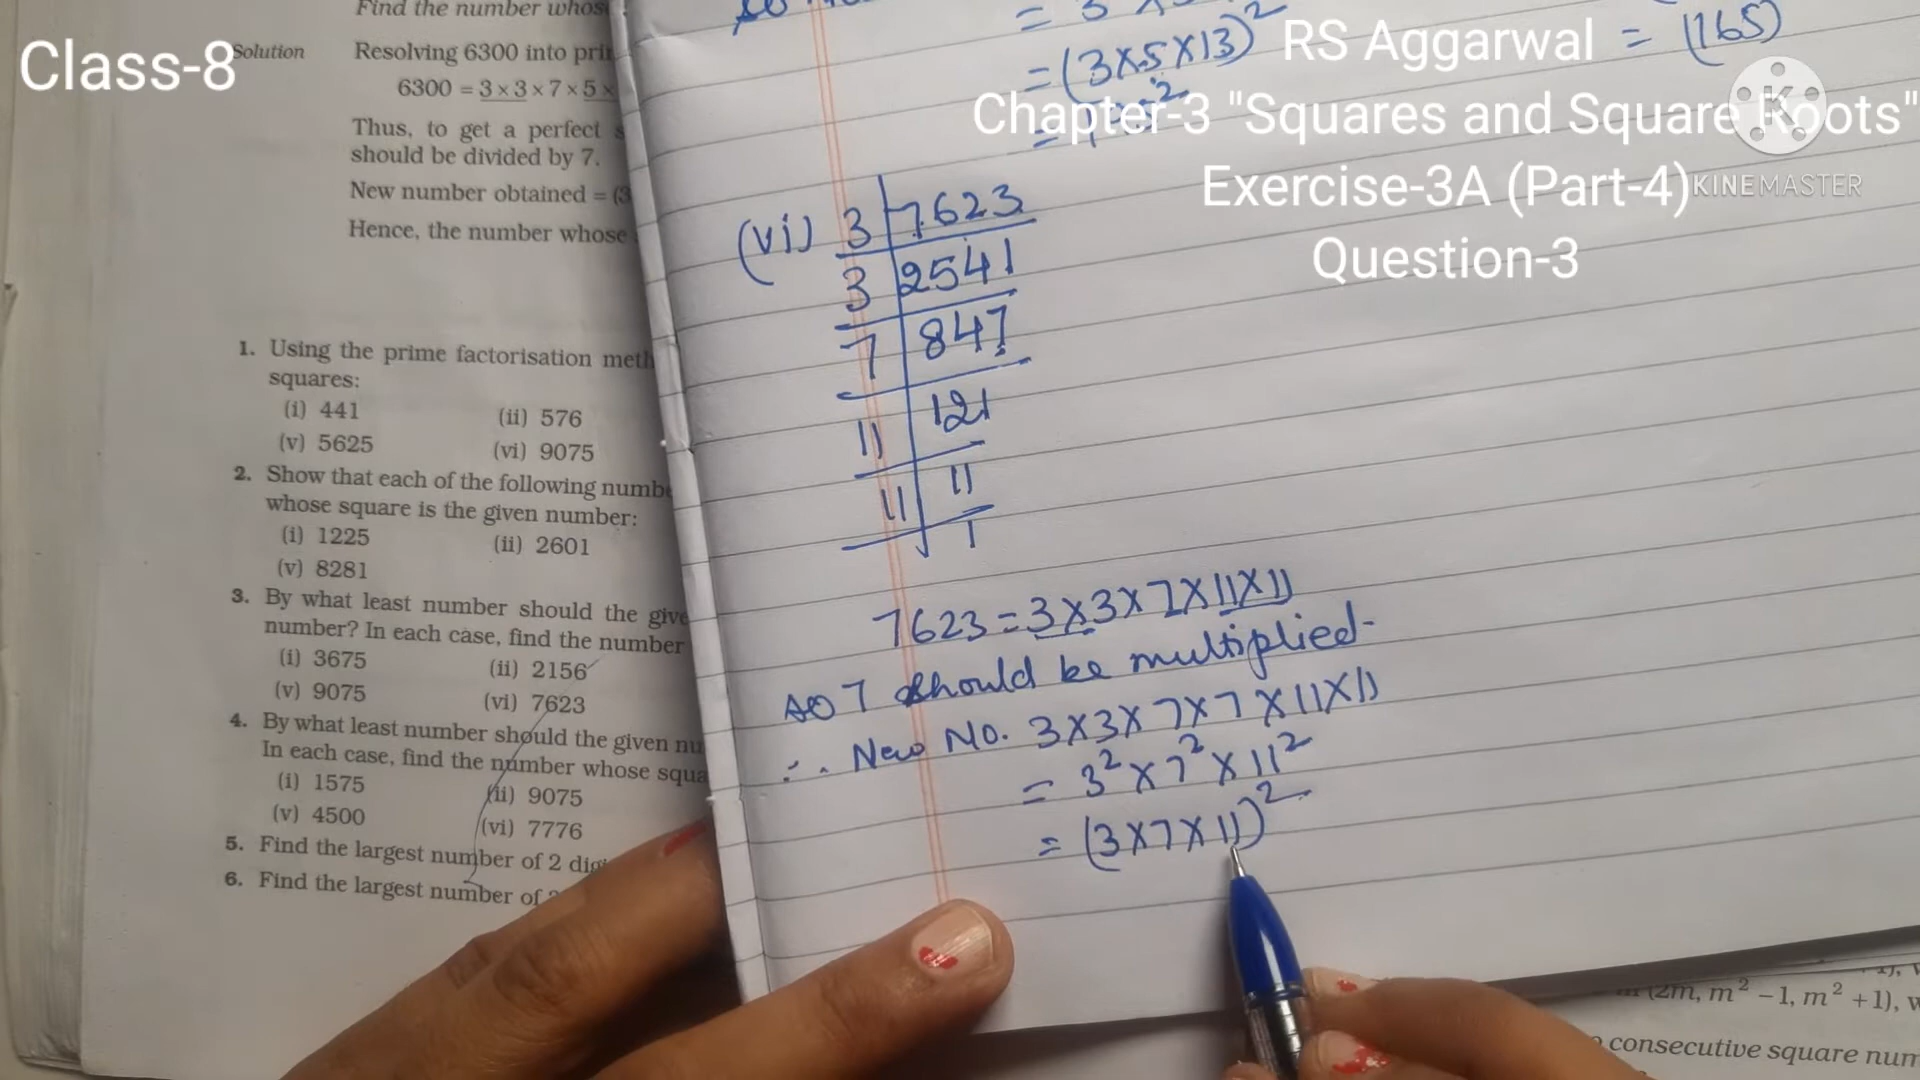 Class-8
RS Aggarwal
Chapter-3 "Squares and Square Roots"
Exercise-3A (Part-4)
Question-3
KINEMASTER
Find the number whos
Solution
Resolving 6300 into pri
6300 = 3 × 3 × 7 × 5 ×
Thus, to get a perfect s
should be divided by 7.
New number obtained = (3
Hence, the number whose
1. Using the prime factorisation meth
squares:
(i) 441 (ii) 576
(v) 5625 (vi) 9075
2. Show that each of the following numbe
whose square is the given number:
(i) 1225 (ii) 2601
(v) 8281
3. By what least number should the give
number? In each case, find the number
(i) 3675 (ii) 2156
(v) 9075 (vi) 7623
4. By what least number should the given nu
In each case, find the number whose squa
(i) 1575 (ii) 9075
(v) 4500 (vi) 7776
5. Find the largest number of 2 dig
6. Find the largest number of
= (3×5×13)² = (165)
(vi) 3 | 7623
3 | 2541
7 | 847
11 | 121
11 | 11
1
7623 = 3×3×7×11×11
so 7 should be multiplied.
∴ New No. 3×3×7×7×11×11
= 3²×7²×11²
= (3×7×11)²
(2m, m² − 1, m² + 1), w
consecutive square num